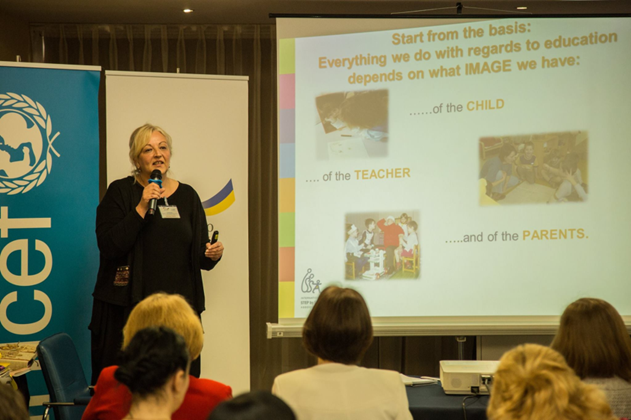 Start from the basis:
Everything we do with regards to education
depends on what IMAGE we have:
......of the CHILD
.... of the TEACHER
.....and of the PARENTS.
cef